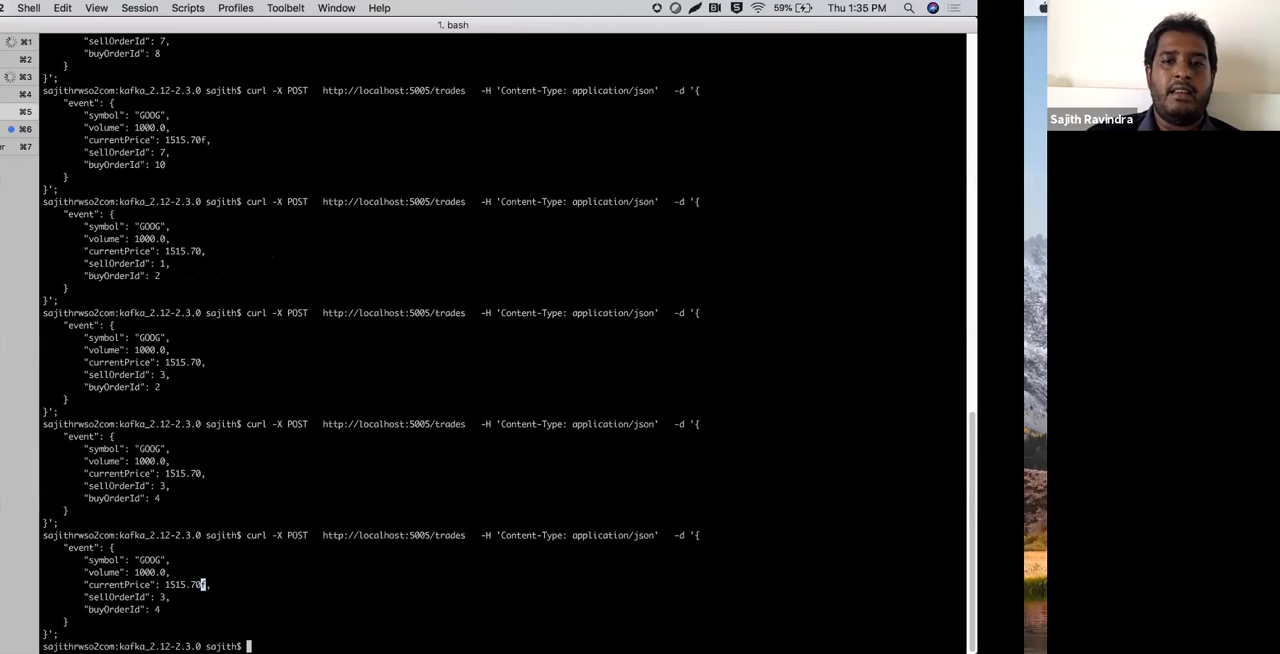 2 Shell Edit View Session Scripts Profiles Toolbelt Window Help 59% Thu 1:35 PM
1. bash
⌘1
⌘2
⌘3
⌘4
⌘5
⌘6
⌘7
"sellOrderId": 7,
"buyOrderId": 8
}
}';
sajithrwso2com:kafka_2.12-2.3.0 sajith$ curl -X POST http://localhost:5005/trades -H 'Content-Type: application/json' -d '{
"event": {
"symbol": "GOOG",
"volume": 1000.0,
"currentPrice": 1515.70f,
"sellOrderId": 7,
"buyOrderId": 10
}
}';
sajithrwso2com:kafka_2.12-2.3.0 sajith$ curl -X POST http://localhost:5005/trades -H 'Content-Type: application/json' -d '{
"event": {
"symbol": "GOOG",
"volume": 1000.0,
"currentPrice": 1515.70,
"sellOrderId": 1,
"buyOrderId": 2
}
}';
sajithrwso2com:kafka_2.12-2.3.0 sajith$ curl -X POST http://localhost:5005/trades -H 'Content-Type: application/json' -d '{
"event": {
"symbol": "GOOG",
"volume": 1000.0,
"currentPrice": 1515.70,
"sellOrderId": 3,
"buyOrderId": 2
}
}';
sajithrwso2com:kafka_2.12-2.3.0 sajith$ curl -X POST http://localhost:5005/trades -H 'Content-Type: application/json' -d '{
"event": {
"symbol": "GOOG",
"volume": 1000.0,
"currentPrice": 1515.70,
"sellOrderId": 3,
"buyOrderId": 4
}
}';
sajithrwso2com:kafka_2.12-2.3.0 sajith$ curl -X POST http://localhost:5005/trades -H 'Content-Type: application/json' -d '{
"event": {
"symbol": "GOOG",
"volume": 1000.0,
"currentPrice": 1515.70f,
"sellOrderId": 3,
"buyOrderId": 4
}
}';
sajithrwso2com:kafka_2.12-2.3.0 sajith$
Sajith Ravindra